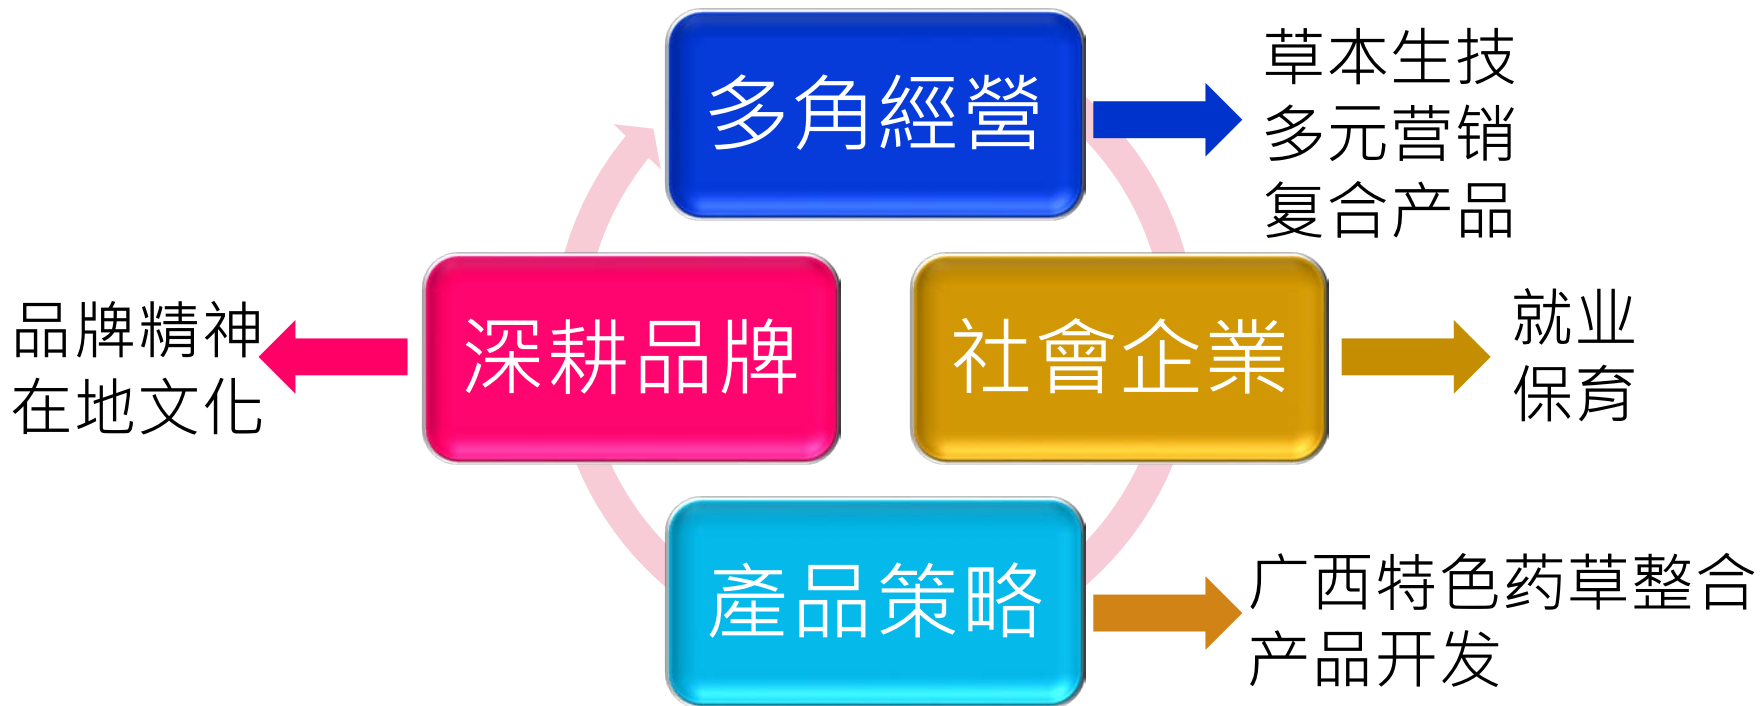 多角經營
草本生技
多元营销
复合产品
深耕品牌
品牌精神
在地文化
社會企業
就业
保育
產品策略
广西特色药草整合
产品开发